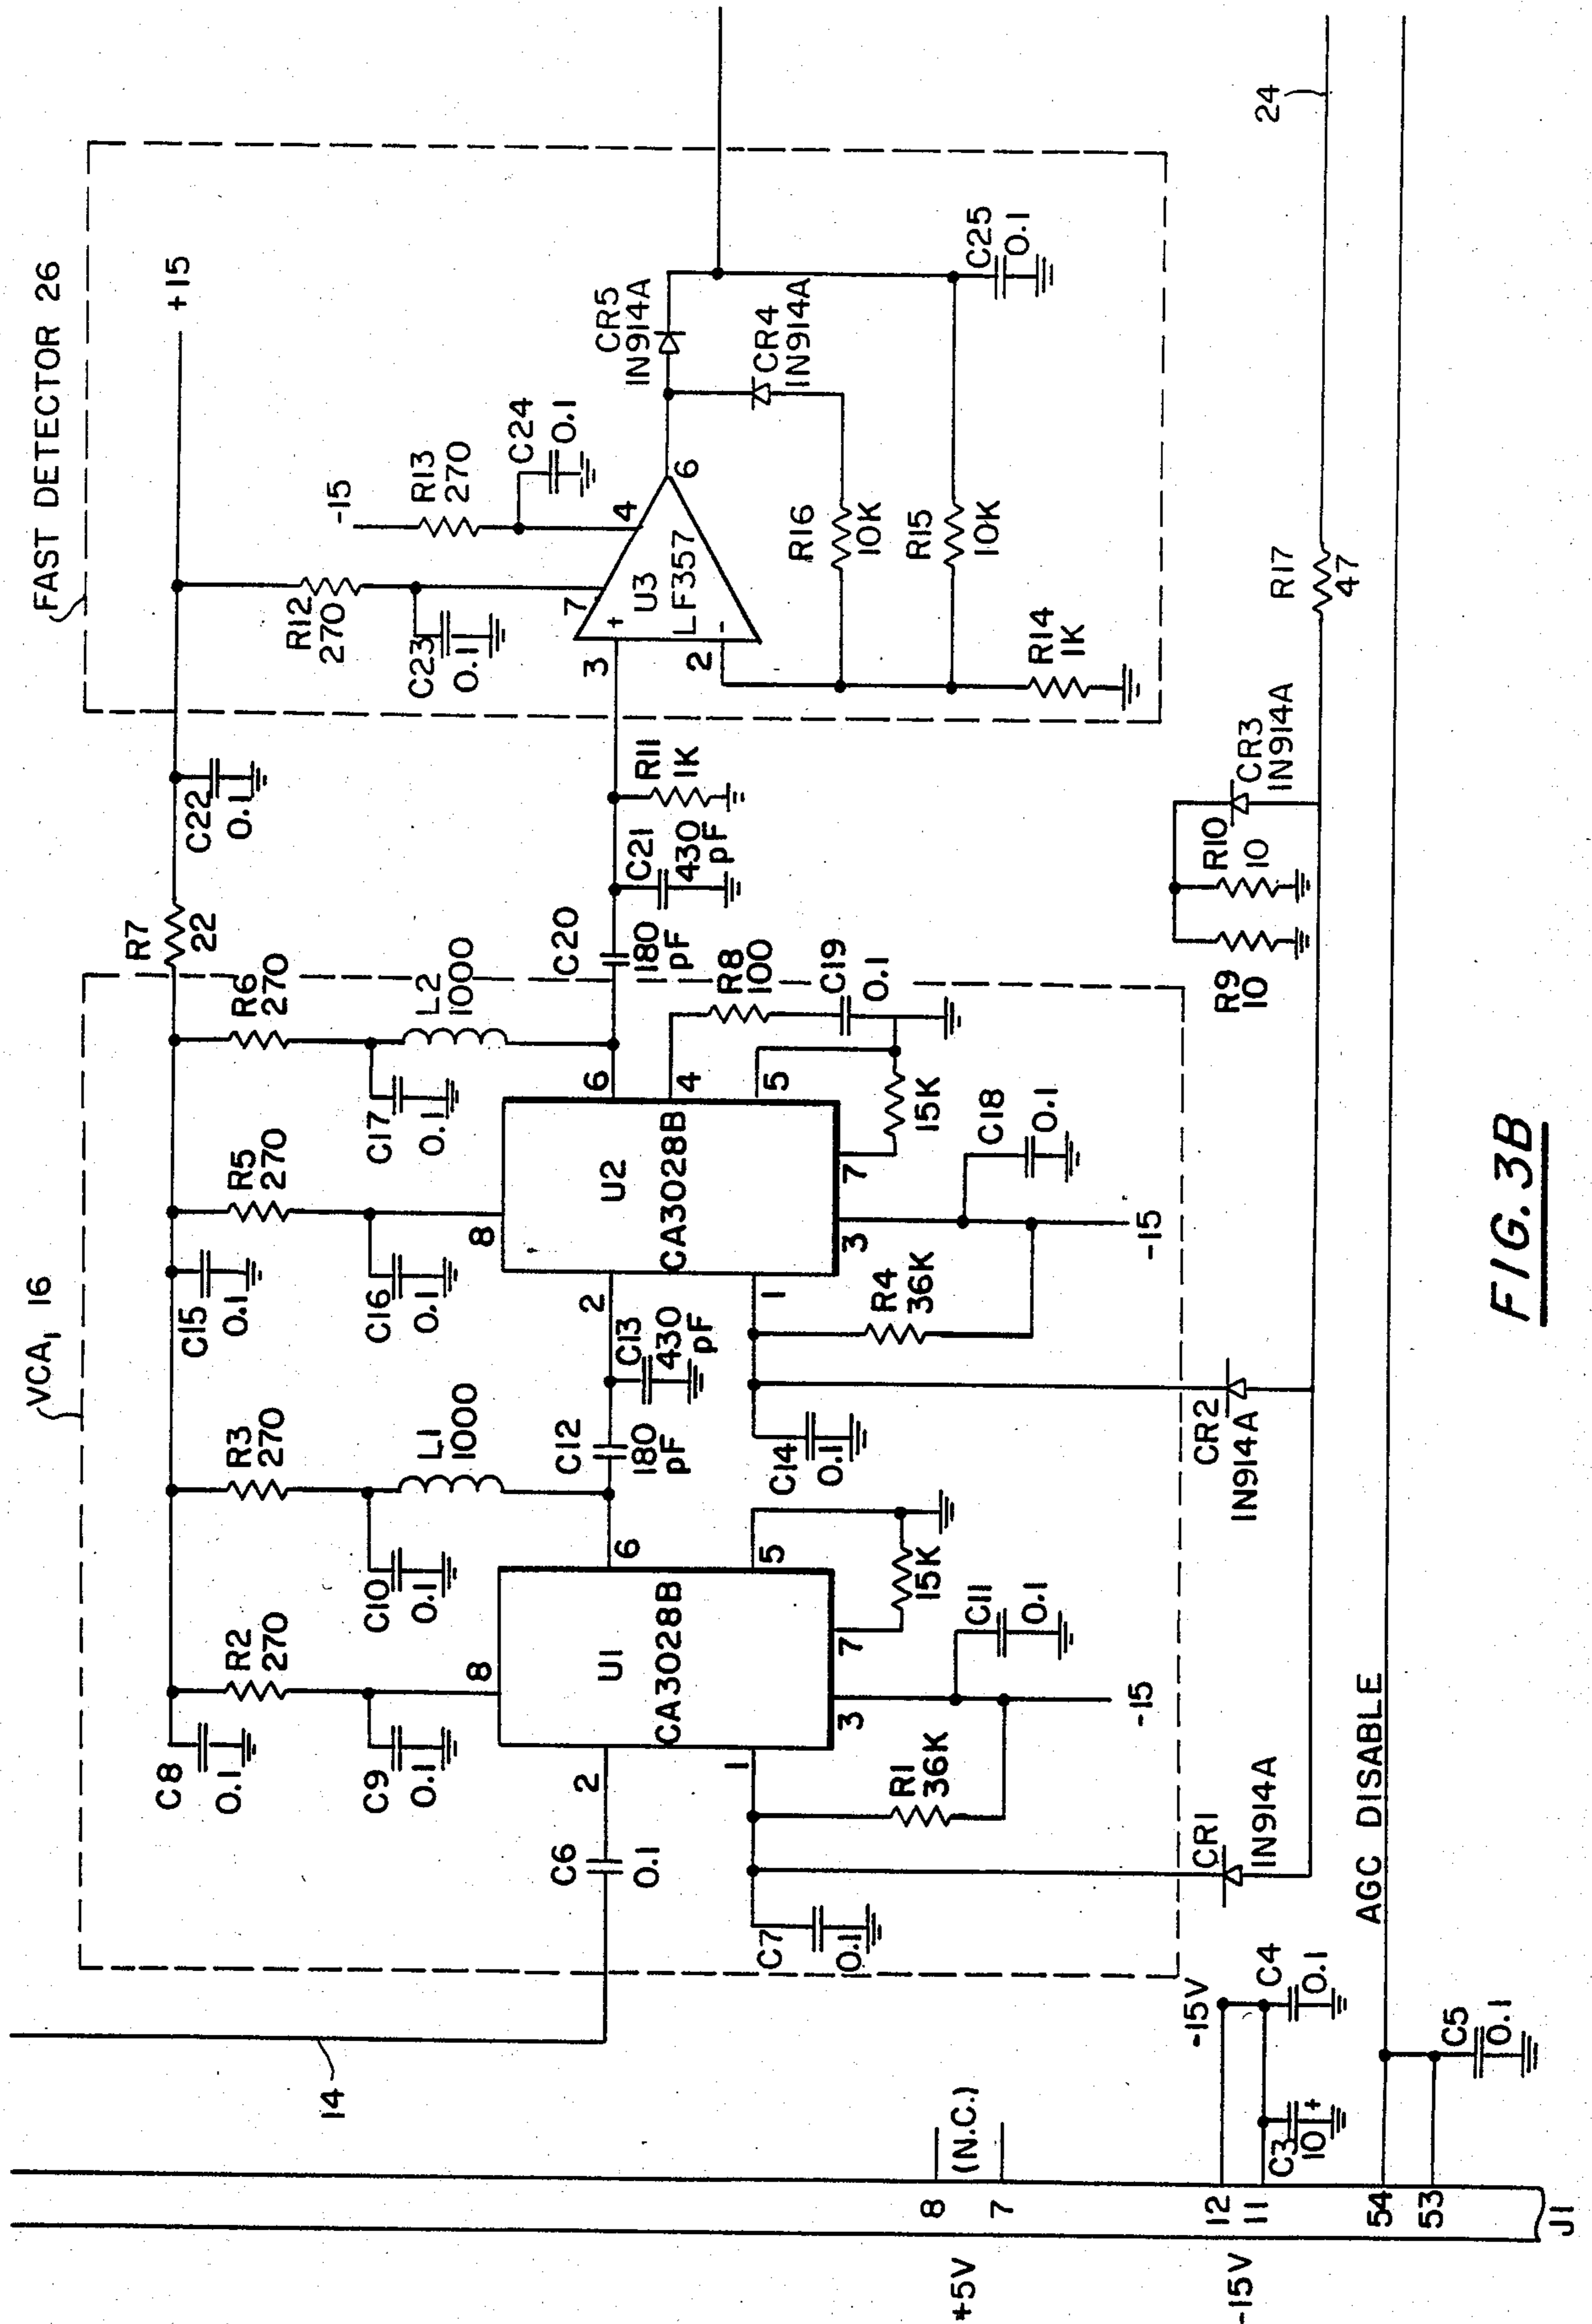 FAST DETECTOR 26
VCA, 16
+15
-15
R7
22
C22
0.1
R12
270
C23
0.1
R13
270
C24
0.1
7
4
3
+
U3
LF357
2
-
6
CR5
IN914A
CR4
IN914A
R16
10K
R15
10K
R14
1K
C25
0.1
C8
0.1
R2
270
C9
0.1
R3
270
C10
0.1
L1
1000
C15
0.1
R5
270
C16
0.1
R6
270
C17
0.1
L2
1000
14
C6
0.1
2
8
U1
CA3028B
6
1
5
7
3
15K
C11
0.1
R1
36K
-15
C7
0.1
C12
180
pF
C13
430
pF
2
8
U2
CA3028B
6
4
5
1
7
3
15K
C18
0.1
R4
36K
-15
C14
0.1
R8
100
C19
0.1
C20
180
pF
C21
430
pF
R11
1K
CR1
IN914A
CR2
IN914A
R9
10
R10
10
CR3
IN914A
R17
47
24
8
(N.C.)
7
+5V
-15V
12
11
-15V
C3
10
+
C4
0.1
AGC DISABLE
54
53
C5
0.1
J1
FIG. 3B